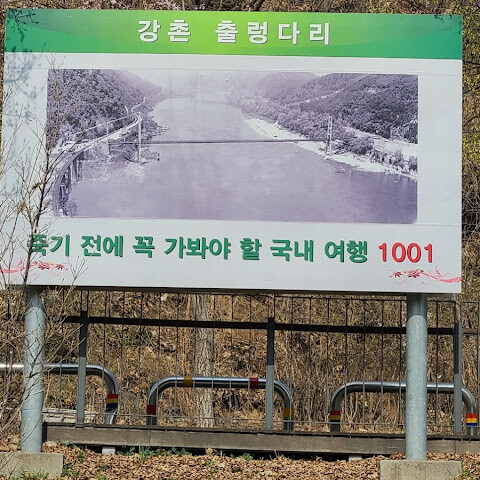 강촌 출렁다리
죽기 전에 꼭 가봐야 할 국내 여행 1001